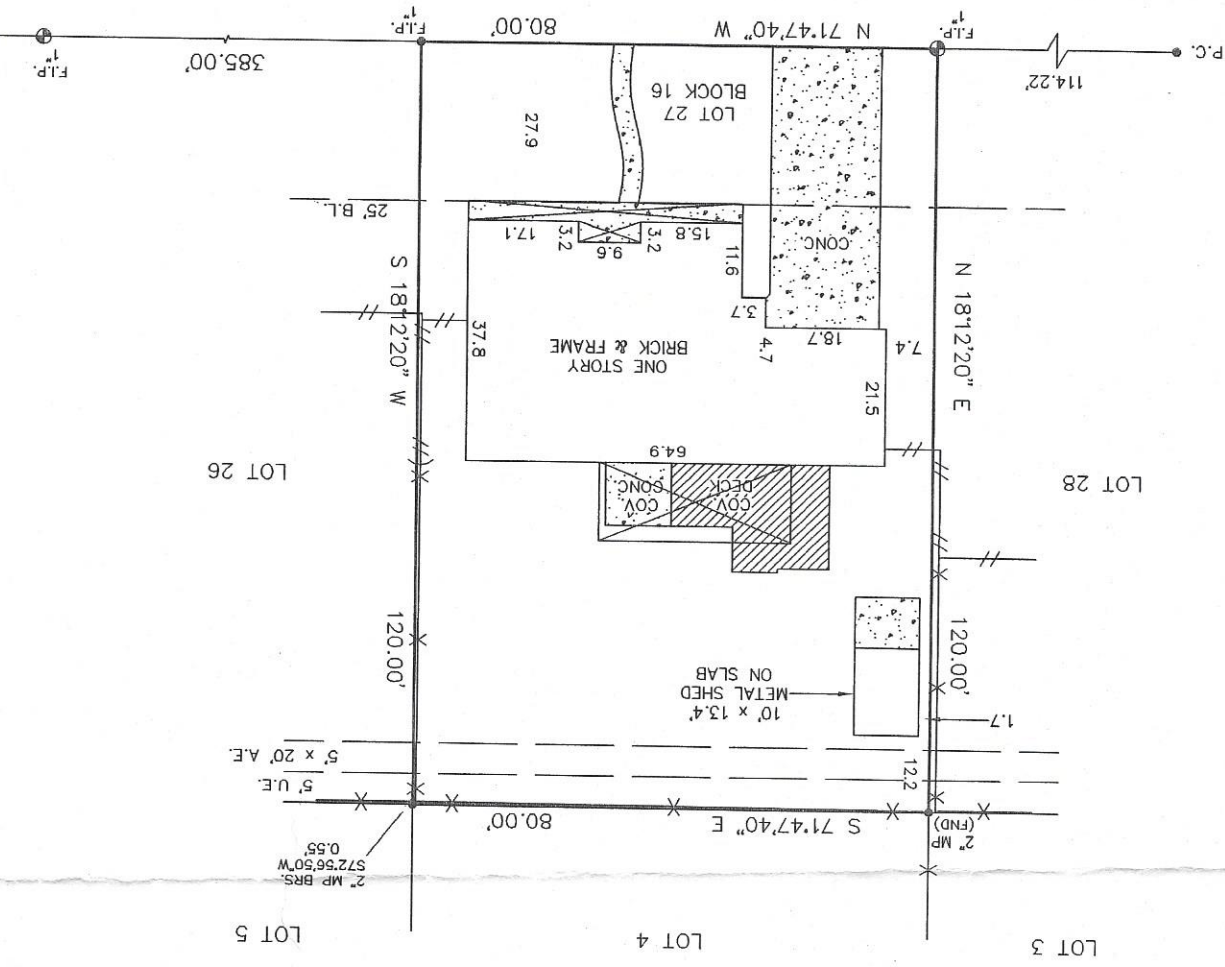 LOT 3
LOT 4
LOT 5
2" MP
(FND)
2" MP BRS.
S72°56'50"W
0.55'
S 71°47'40" E
80.00'
5' U.E.
5' x 20' A.E.
12.2
1.7
10' x 13.4'
METAL SHED
ON SLAB
120.00'
120.00'
COV
DECK
COV
CONC
LOT 28
LOT 26
64.9
21.5
7.4
N 18°12'20" E
ONE STORY
BRICK & FRAME
37.8
S 18°12'20" W
18.7
4.7
3.7
11.6
CONC.
15.8
3.2
9.6
3.2
17.1
25' B.L.
LOT 27
BLOCK 16
27.9
P.C.
114.22'
F.I.P.
1"
N 71°47'40" W
80.00'
F.I.P.
1"
385.00'
F.I.P.
1"